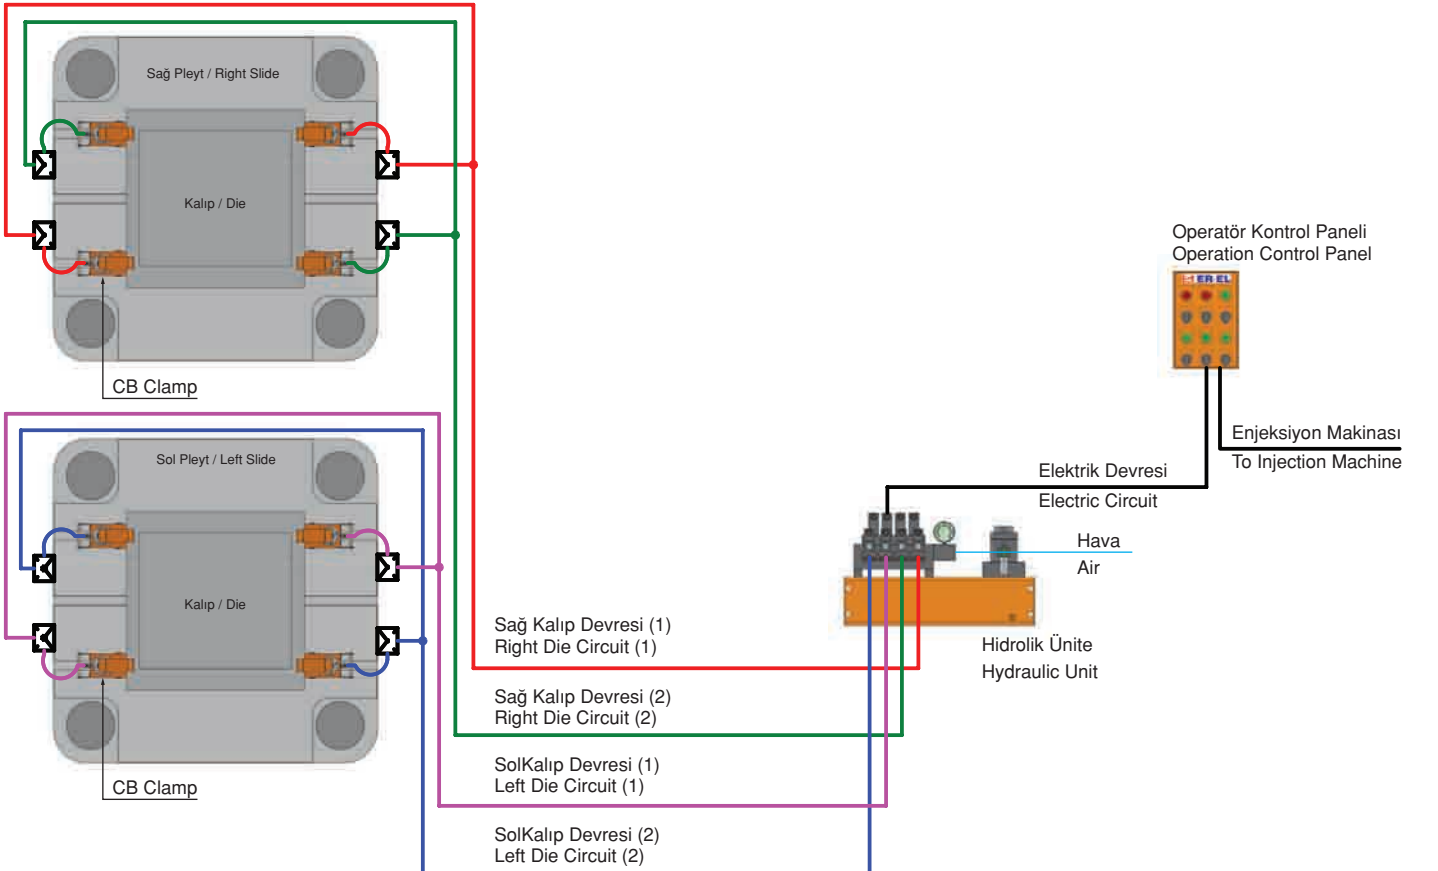 Sağ Pleyt / Right Slide
Kalıp / Die
CB Clamp
Sol Pleyt / Left Slide
Kalıp / Die
CB Clamp
Sağ Kalıp Devresi (1)
Right Die Circuit (1)
Sağ Kalıp Devresi (2)
Right Die Circuit (2)
SolKalıp Devresi (1)
Left Die Circuit (1)
SolKalıp Devresi (2)
Left Die Circuit (2)
Operatör Kontrol Paneli
Operation Control Panel
ER-EL
Enjeksiyon Makinası
To Injection Machine
Elektrik Devresi
Electric Circuit
Hava
Air
Hidrolik Ünite
Hydraulic Unit